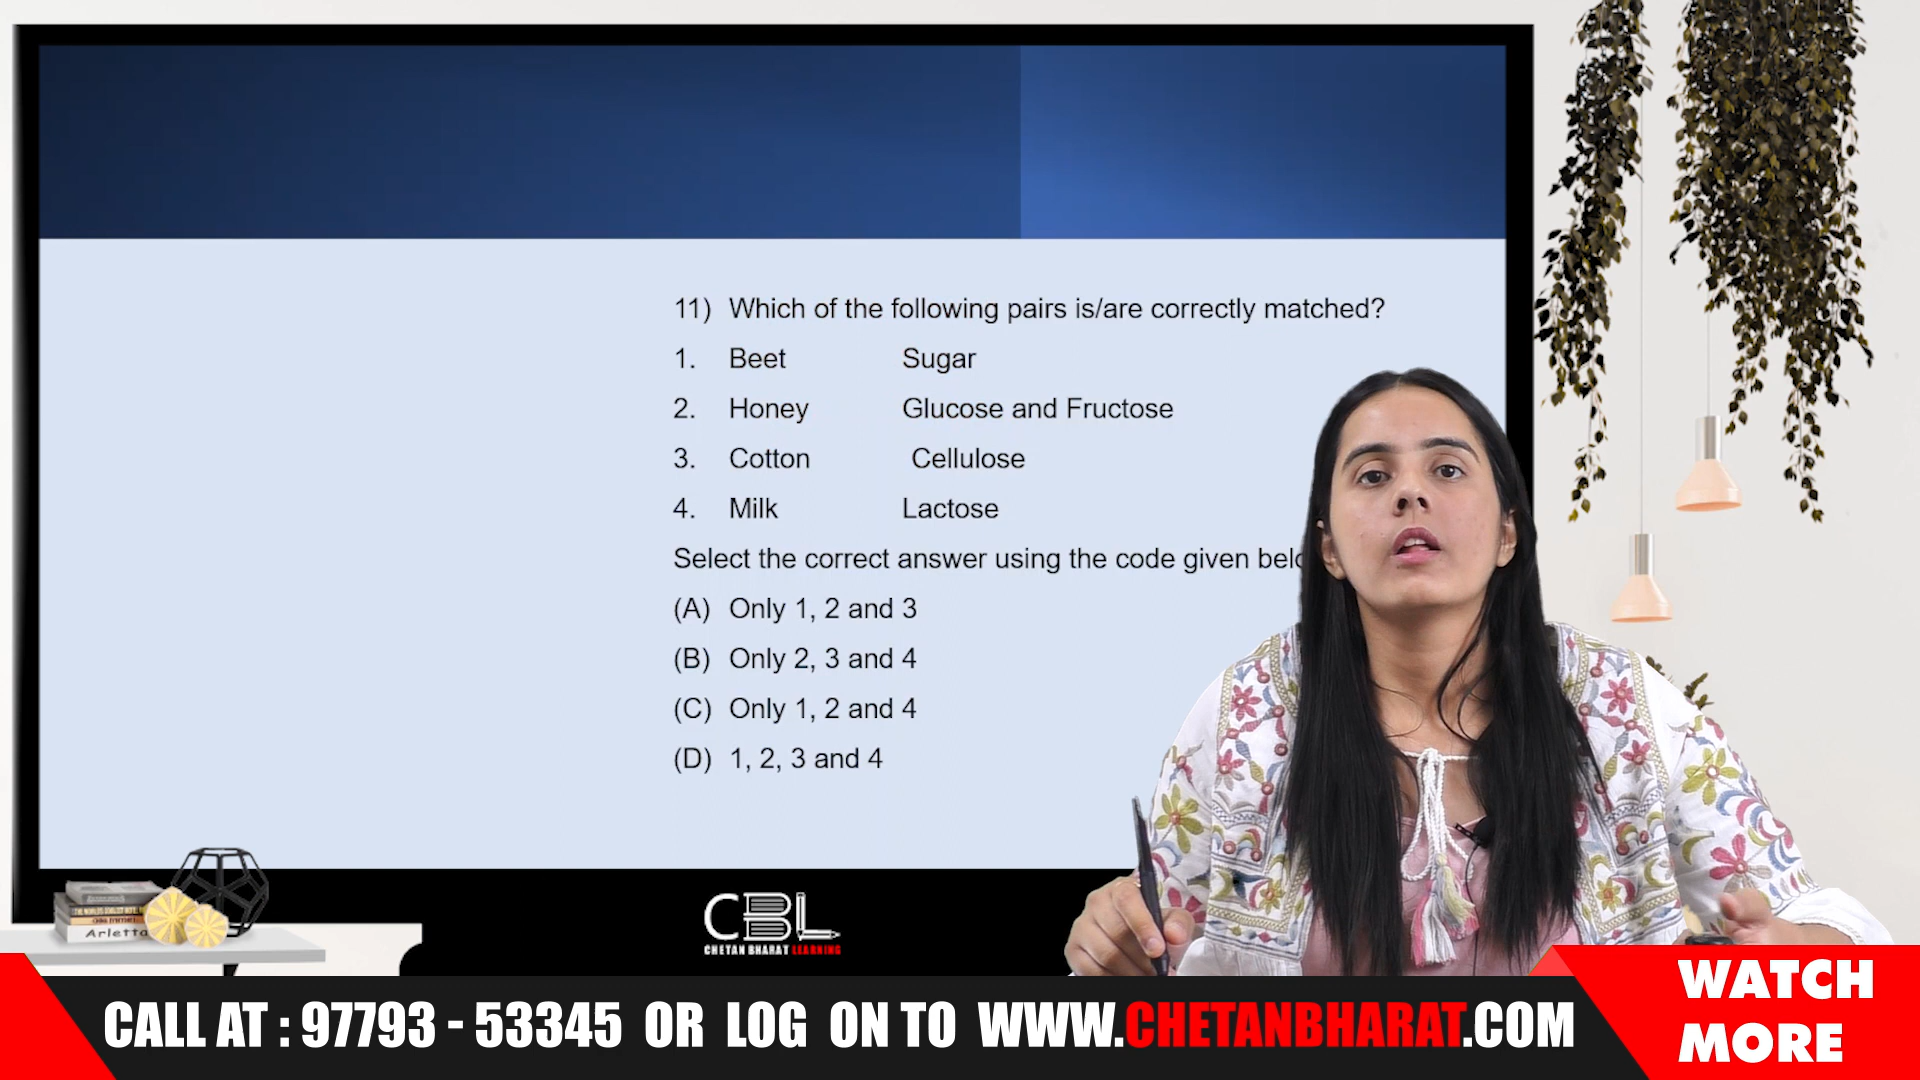 11) Which of the following pairs is/are correctly matched?
1. Beet Sugar
2. Honey Glucose and Fructose
3. Cotton Cellulose
4. Milk Lactose
Select the correct answer using the code given
(A) Only 1, 2 and 3
(B) Only 2, 3 and 4
(C) Only 1, 2 and 4
(D) 1, 2, 3 and 4
Arletta
CBL
CHETAN BHARAT LEARNING
CALL AT : 97793 - 53345 OR LOG ON TO WWW.CHETANBHARAT.COM
WATCH
MORE